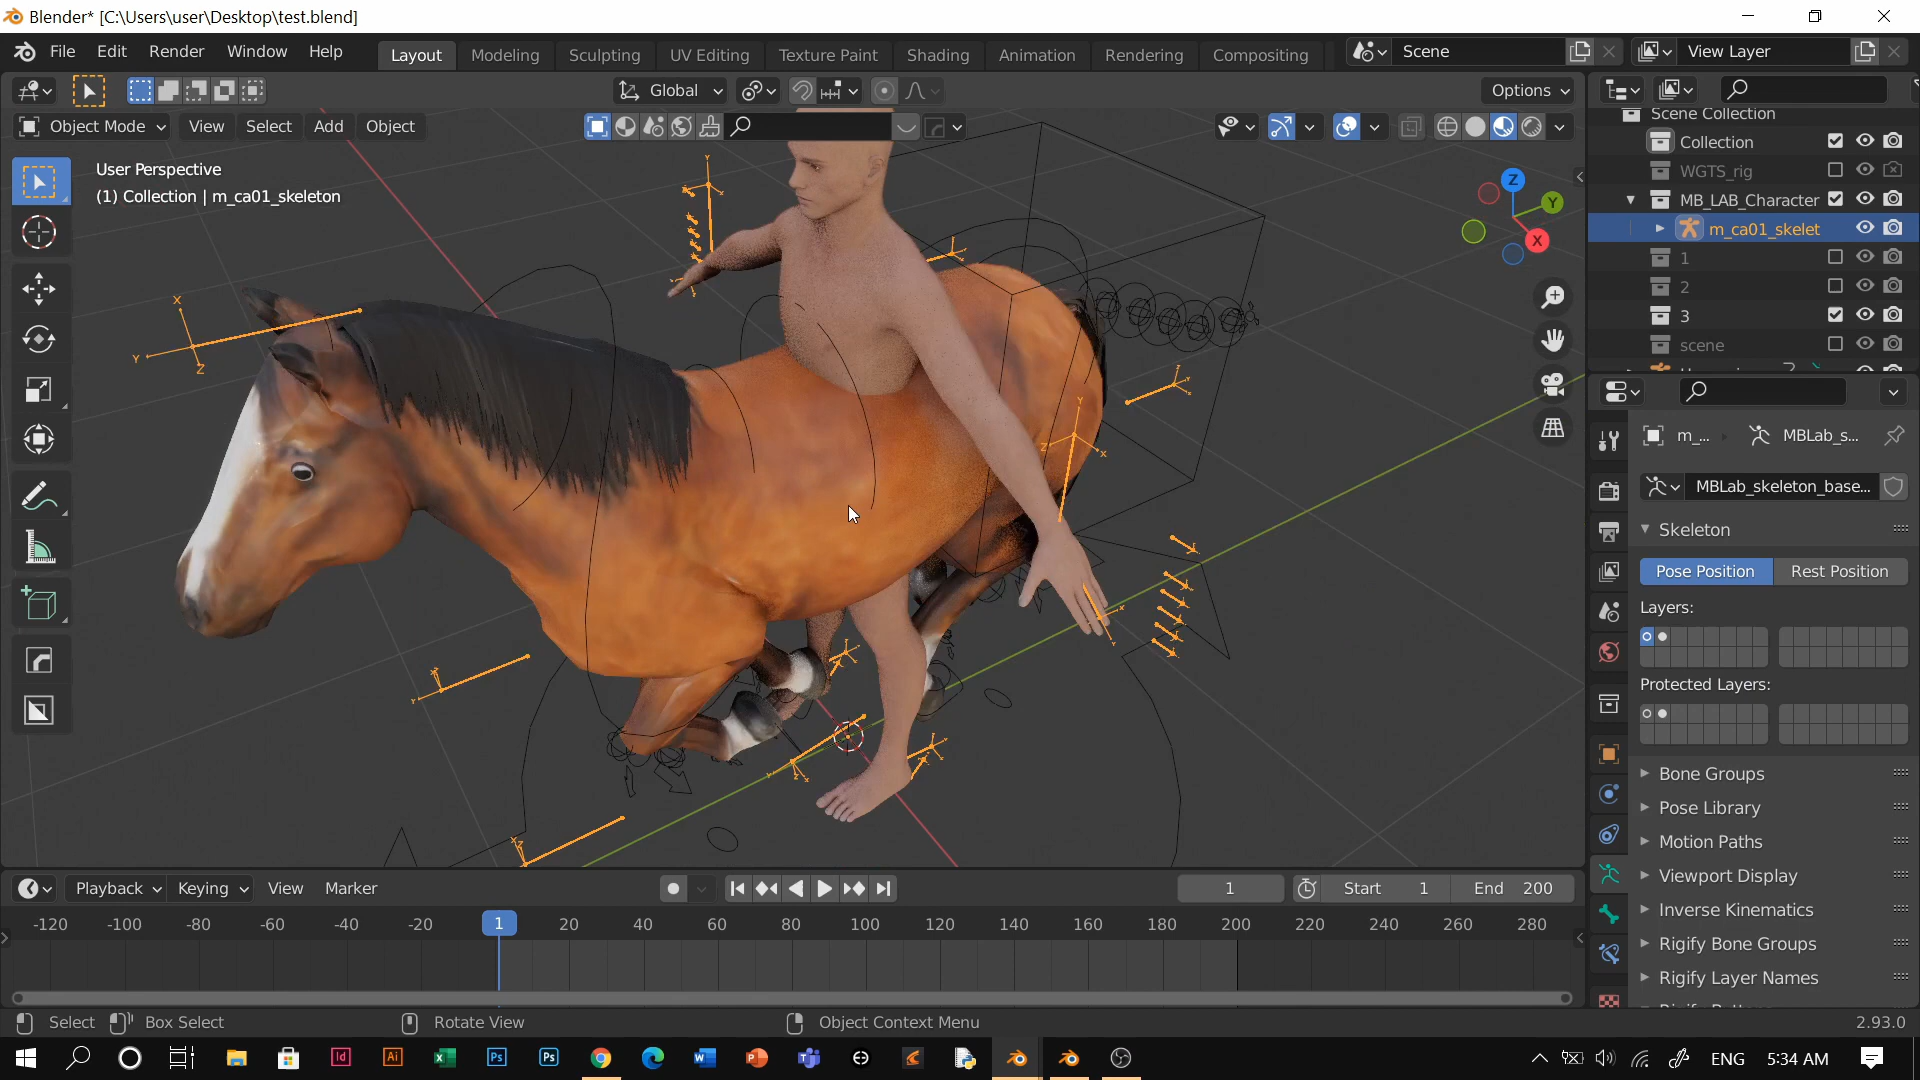 Blender* [C:\Users\user\Desktop\test.blend]
File Edit Render Window Help Layout Modeling Sculpting UV Editing Texture Paint Shading Animation Rendering Compositing Scene View Layer
Global Options
Object Mode View Select Add Object
User Perspective
(1) Collection | m_ca01_skeleton
Scene Collection
Collection
WGTS_rig
MB_LAB_Character
m_ca01_skelet
1
2
3
scene
Z
Y
X
m_... MBLab_s...
MBLab_skeleton_base...
Skeleton
Pose Position Rest Position
Layers:
Protected Layers:
Bone Groups
Pose Library
Motion Paths
Viewport Display
Inverse Kinematics
Rigify Bone Groups
Rigify Layer Names
Playback Keying View Marker 1 Start 1 End 200
-120 -100 -80 -60 -40 -20 1 20 40 60 80 100 120 140 160 180 200 220 240 260 280
Select Box Select Rotate View Object Context Menu 2.93.0
Id Ai Ps Ps ENG 5:34 AM